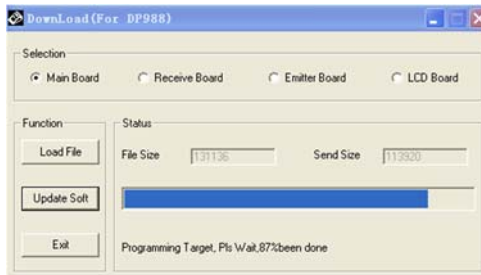 DownLoad(For DP988)
Selection
Main Board Receive Board Emitter Board LCD Board
Function
Status
Load File
File Size 131136 Send Size 113920
Update Soft
Exit
Programming Target, Pls Wait,87%been done